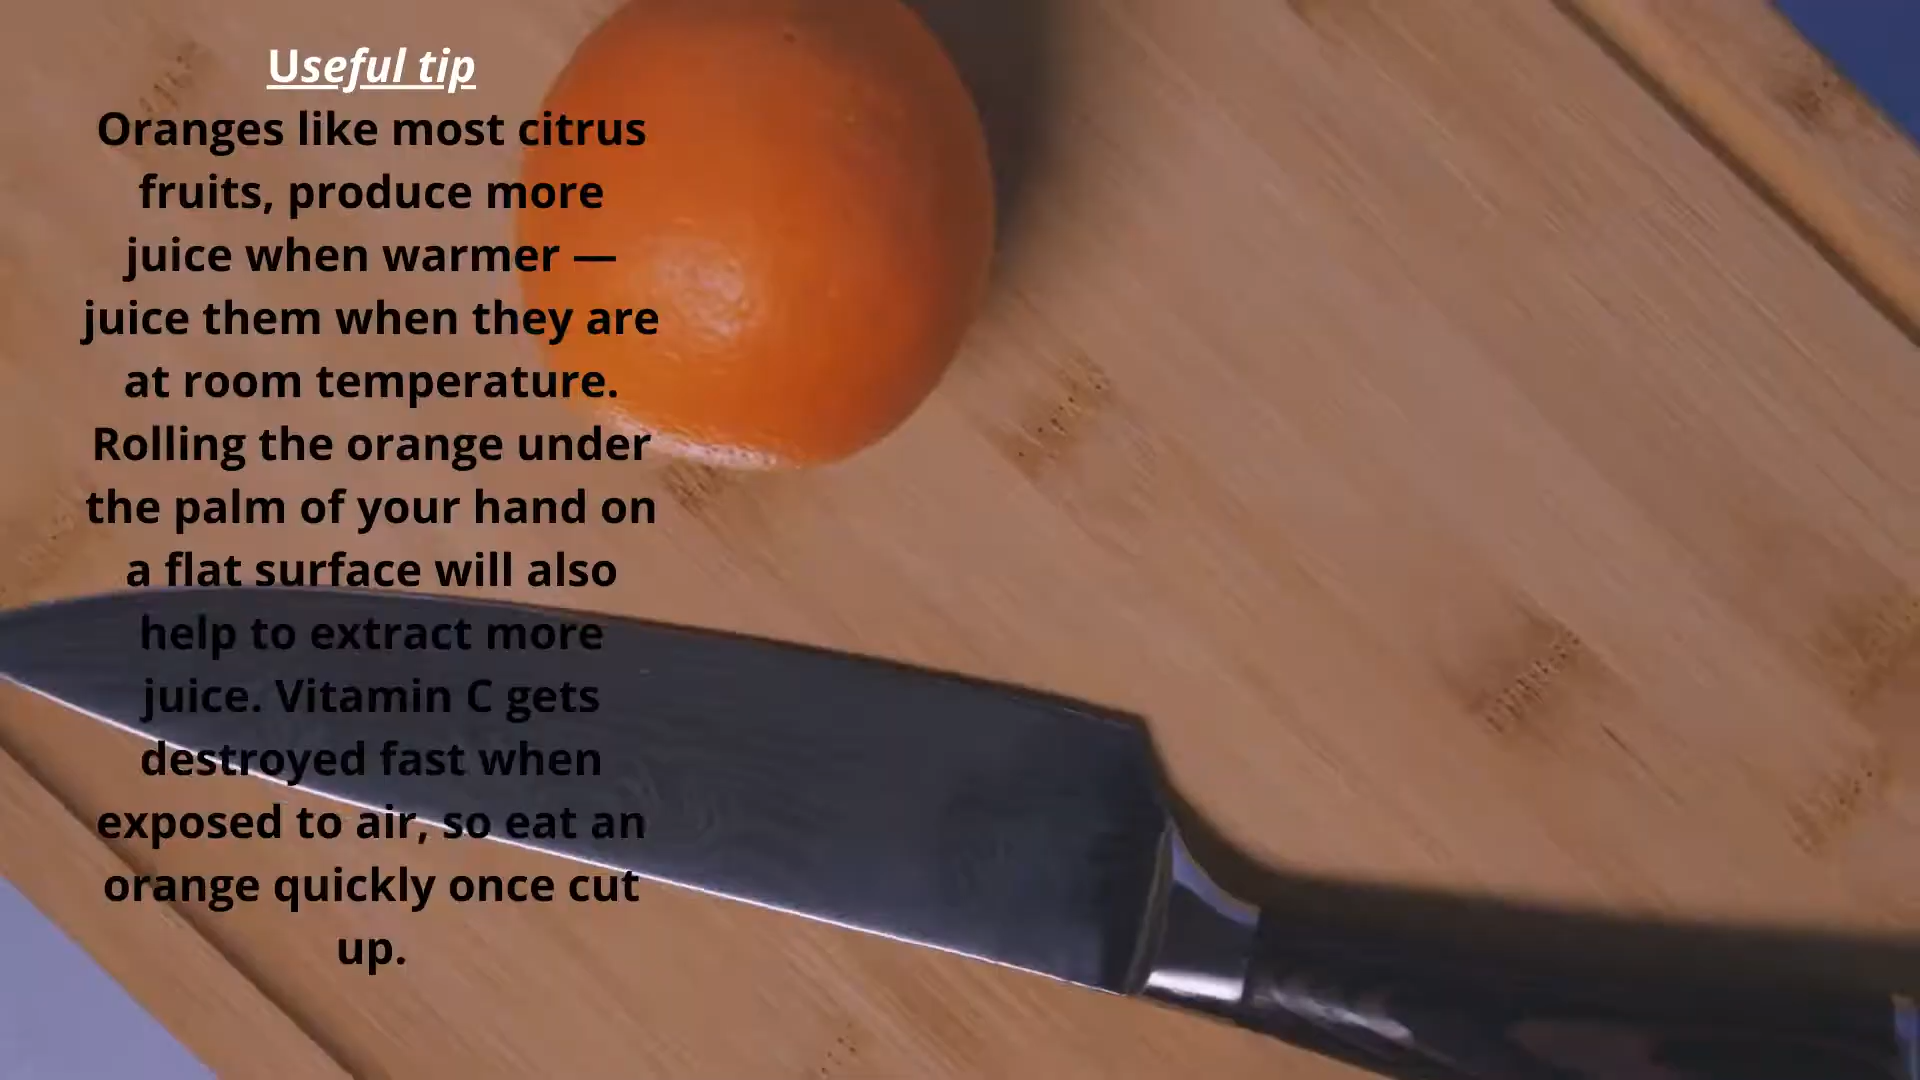 Useful tip
Oranges like most citrus
fruits, produce more
juice when warmer —
juice them when they are
at room temperature.
Rolling the orange under
the palm of your hand on
a flat surface will also
help to extract more
juice. Vitamin C gets
destroyed fast when
exposed to air, so eat an
orange quickly once cut
up.